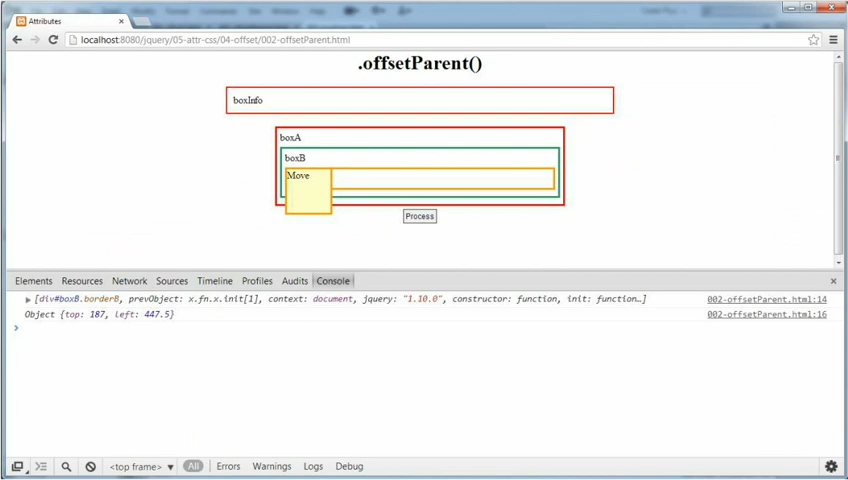 Attributes
localhost:8080/jquery/05-attr-css/04-offset/002-offsetParent.html
.offsetParent()
boxInfo
boxA
boxB
Move
Process
Elements Resources Network Sources Timeline Profiles Audits Console
[div#boxB.borderB, prevObject: x.fn.x.init[1], context: document, jquery: "1.10.0", constructor: function, init: function…] 002-offsetParent.html:14
Object {top: 187, left: 447.5} 002-offsetParent.html:16
<top frame> All Errors Warnings Logs Debug